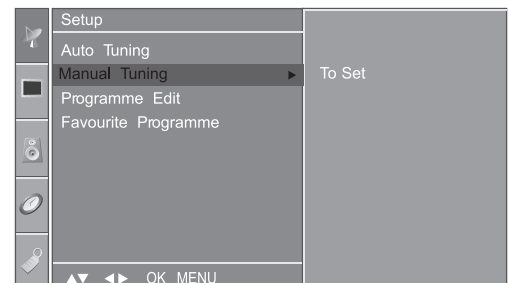 Setup
Auto Tuning
Manual Tuning ▶
To Set
Programme Edit
Favourite Programme
▲▼ ◀▶ OK MENU